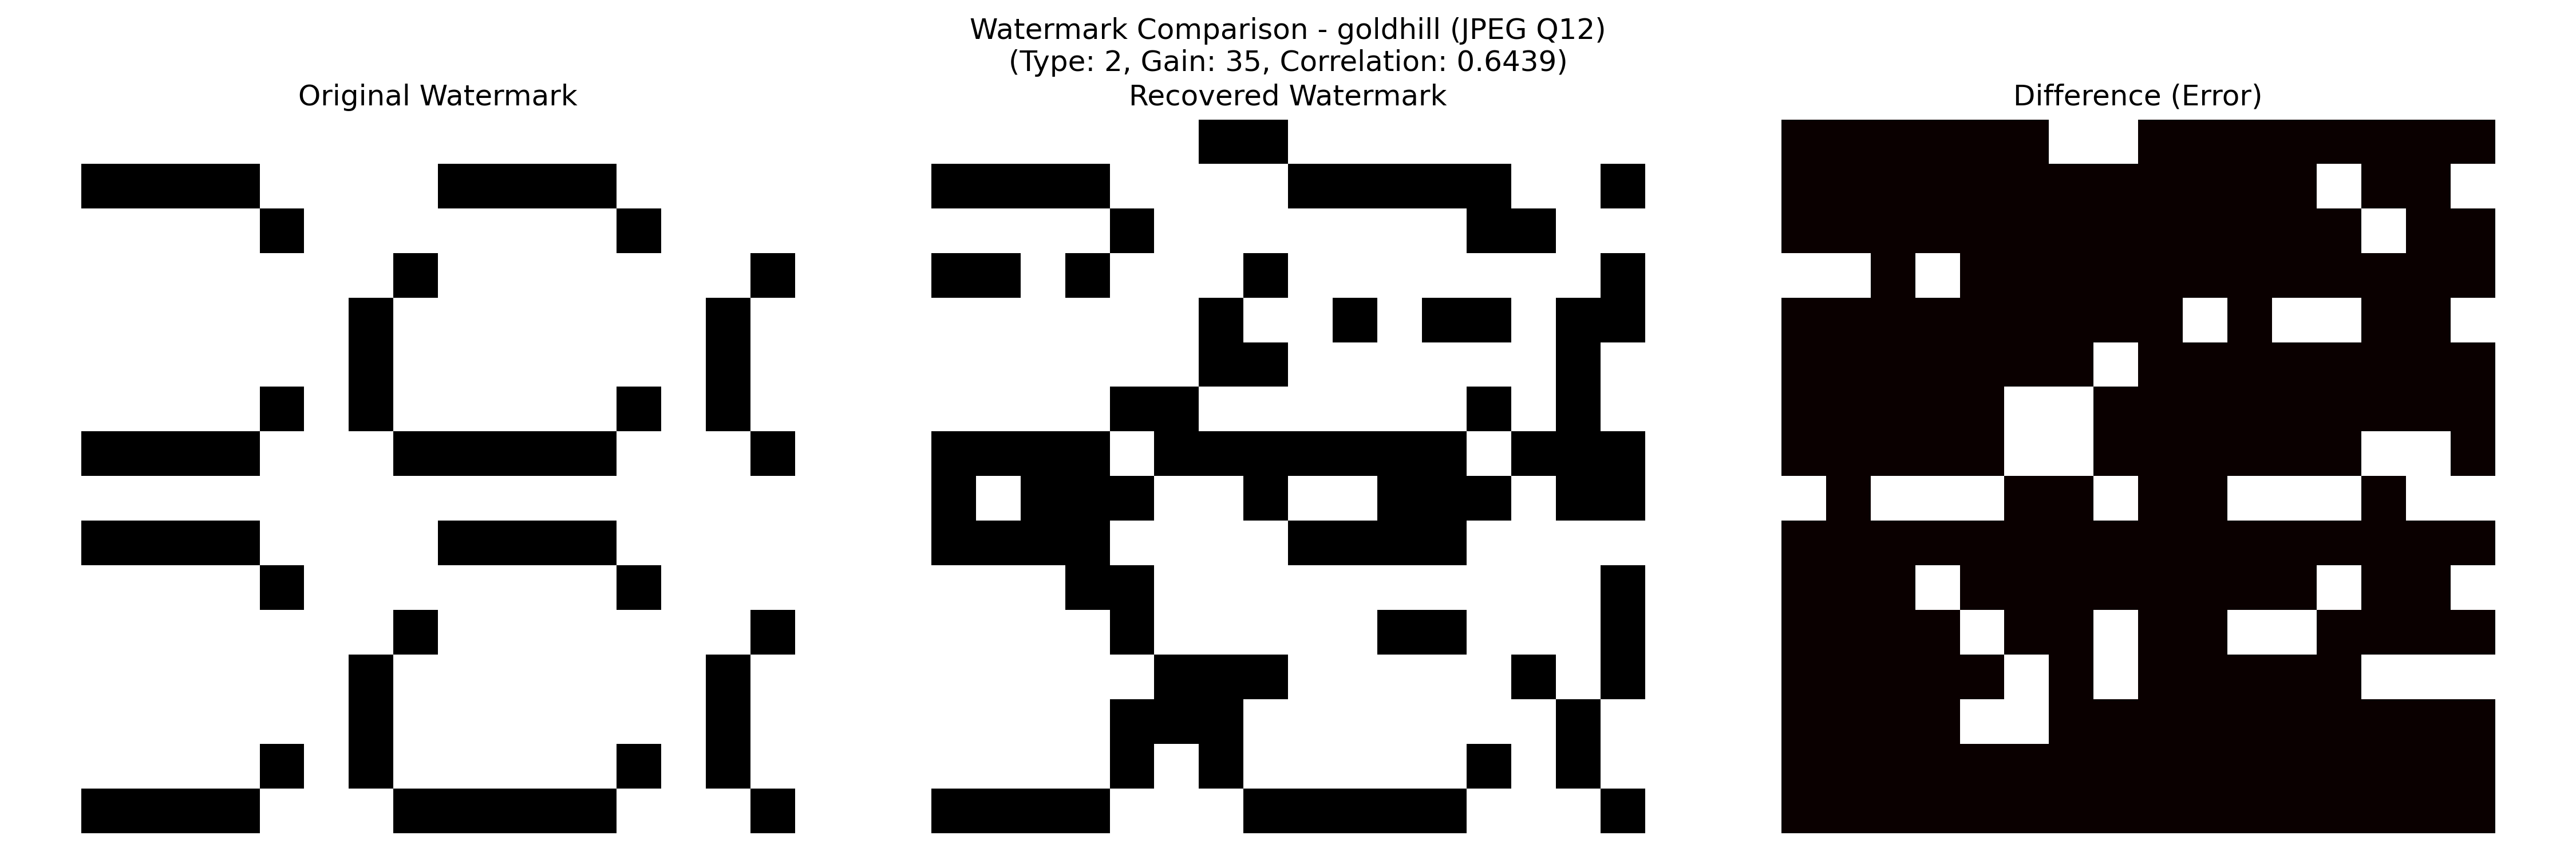 Watermark Comparison - goldhill (JPEG Q12)
(Type: 2, Gain: 35, Correlation: 0.6439)
Original Watermark
Recovered Watermark
Difference (Error)